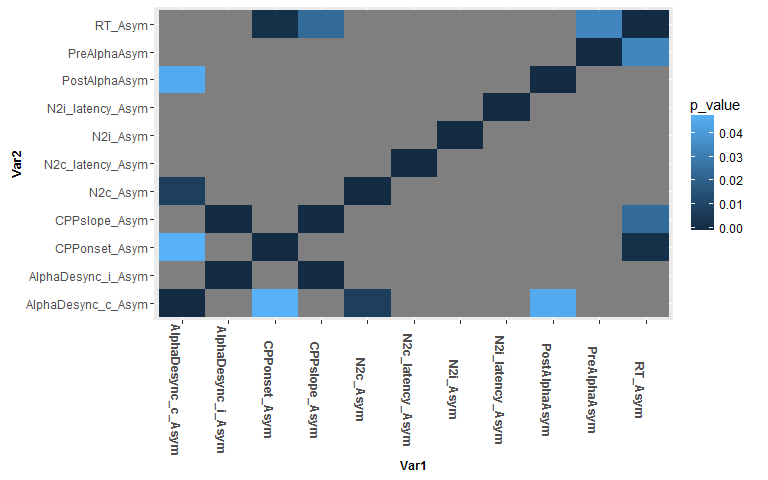 RT_Asym
PreAlphaAsym
PostAlphaAsym
N2i_latency_Asym
N2i_Asym
N2c_latency_Asym
N2c_Asym
CPPslope_Asym
CPPonset_Asym
AlphaDesync_i_Asym
AlphaDesync_c_Asym
Var2
p_value
0.04
0.03
0.02
0.01
0.00
AlphaDesync_c_Asym
AlphaDesync_i_Asym
CPPonset_Asym
CPPslope_Asym
N2c_Asym
N2c_latency_Asym
N2i_Asym
N2i_latency_Asym
PostAlphaAsym
PreAlphaAsym
RT_Asym
Var1